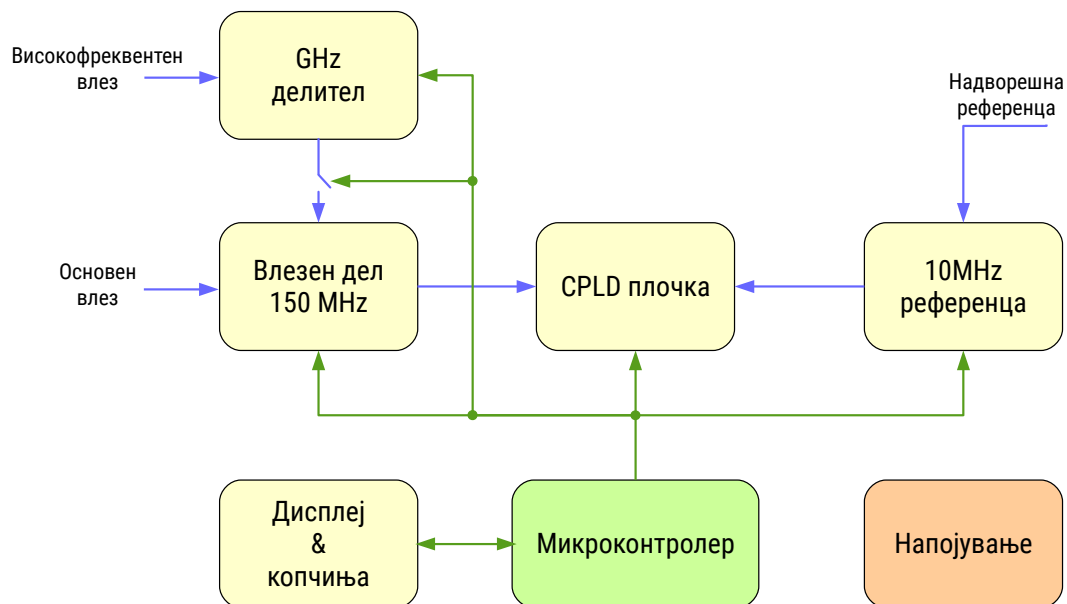 GHz
делител
Високофреквентен
влез
Надворешна
референца
Основен
влез
Влезен дел
150 MHz
CPLD плочка
10MHz
референца
Дисплеј
&
копчиња
Микроконтролер
Напојување